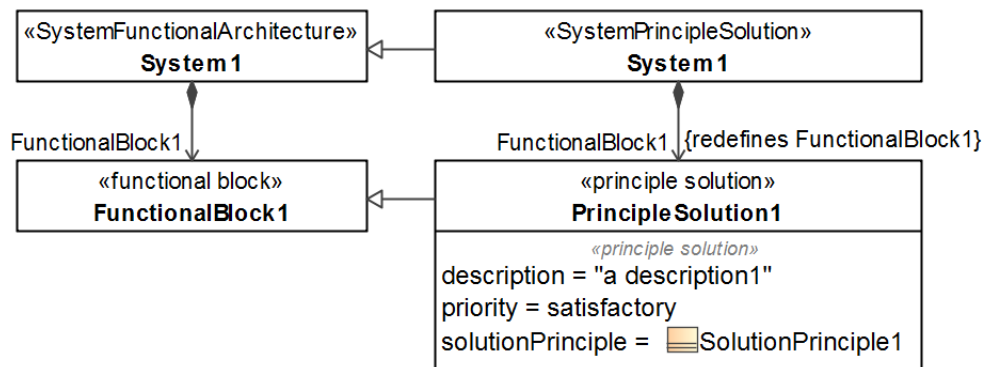 «SystemFunctionalArchitecture»
System1
«SystemPrincipleSolution»
System1
FunctionalBlock1
FunctionalBlock1
{redefines FunctionalBlock1}
«functional block»
FunctionalBlock1
«principle solution»
PrincipleSolution1
«principle solution»
description = "a description1"
priority = satisfactory
solutionPrinciple = SolutionPrinciple1